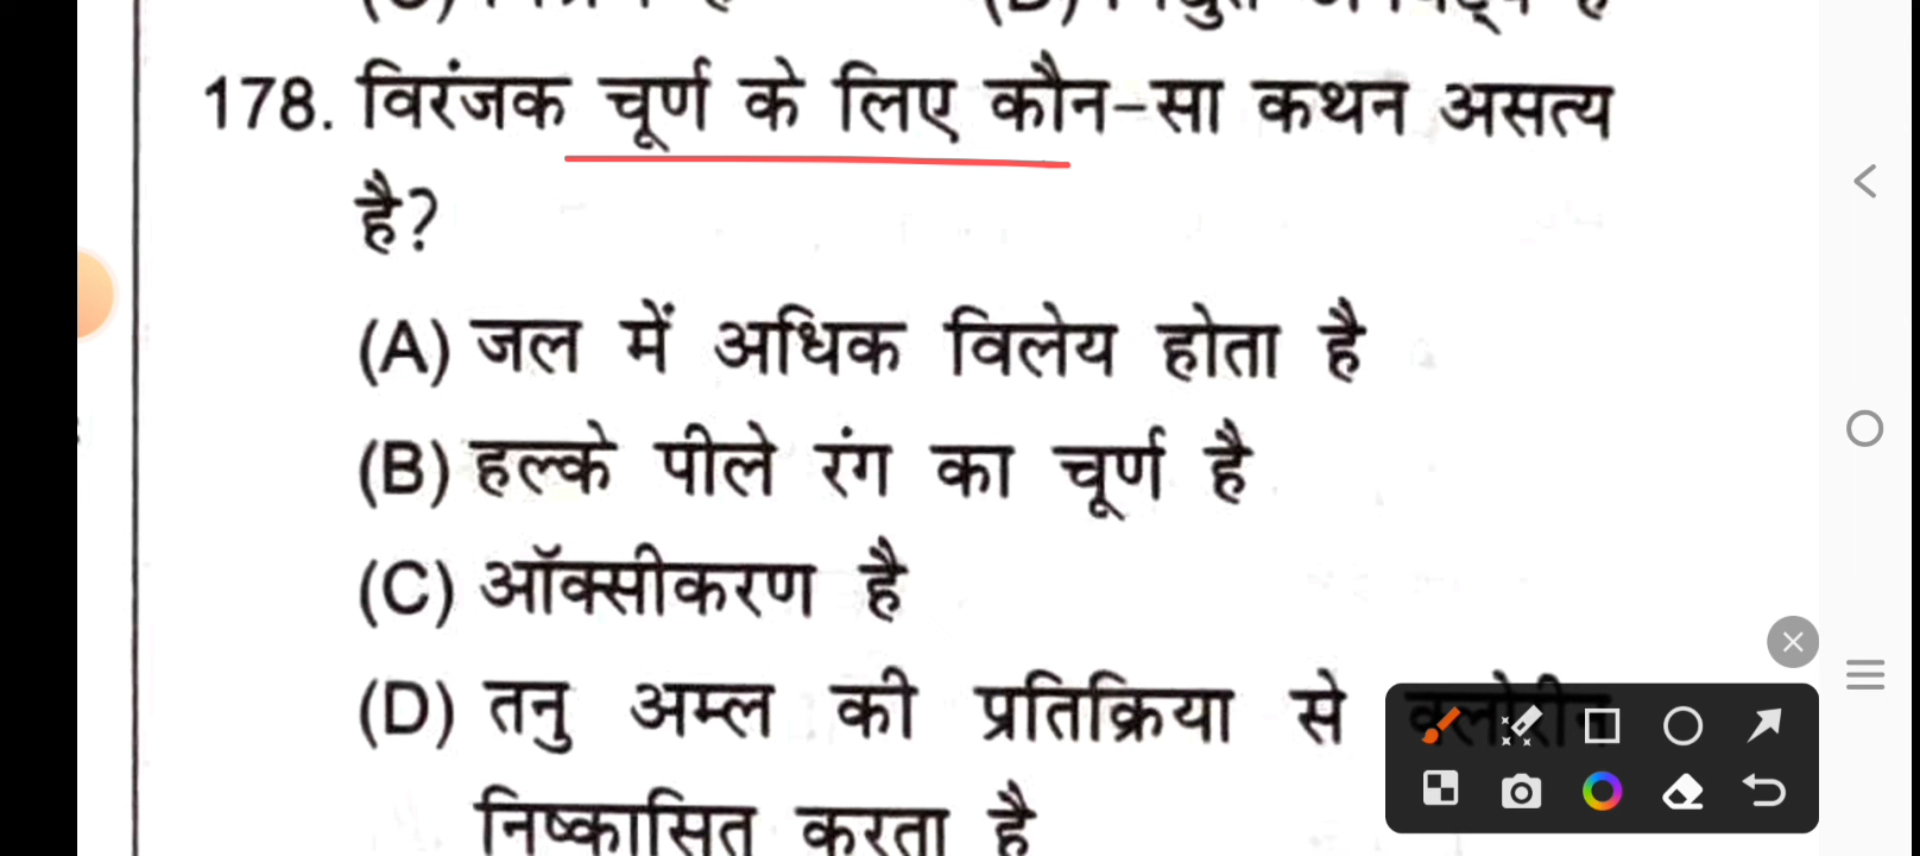 178. विरंजक चूर्ण के लिए कौन-सा कथन असत्य
है?
(A) जल में अधिक विलेय होता है
(B) हल्के पीले रंग का चूर्ण है
(C) ऑक्सीकरण है
(D) तनु अम्ल की प्रतिक्रिया से क्लोरीन
निष्कासित करता है